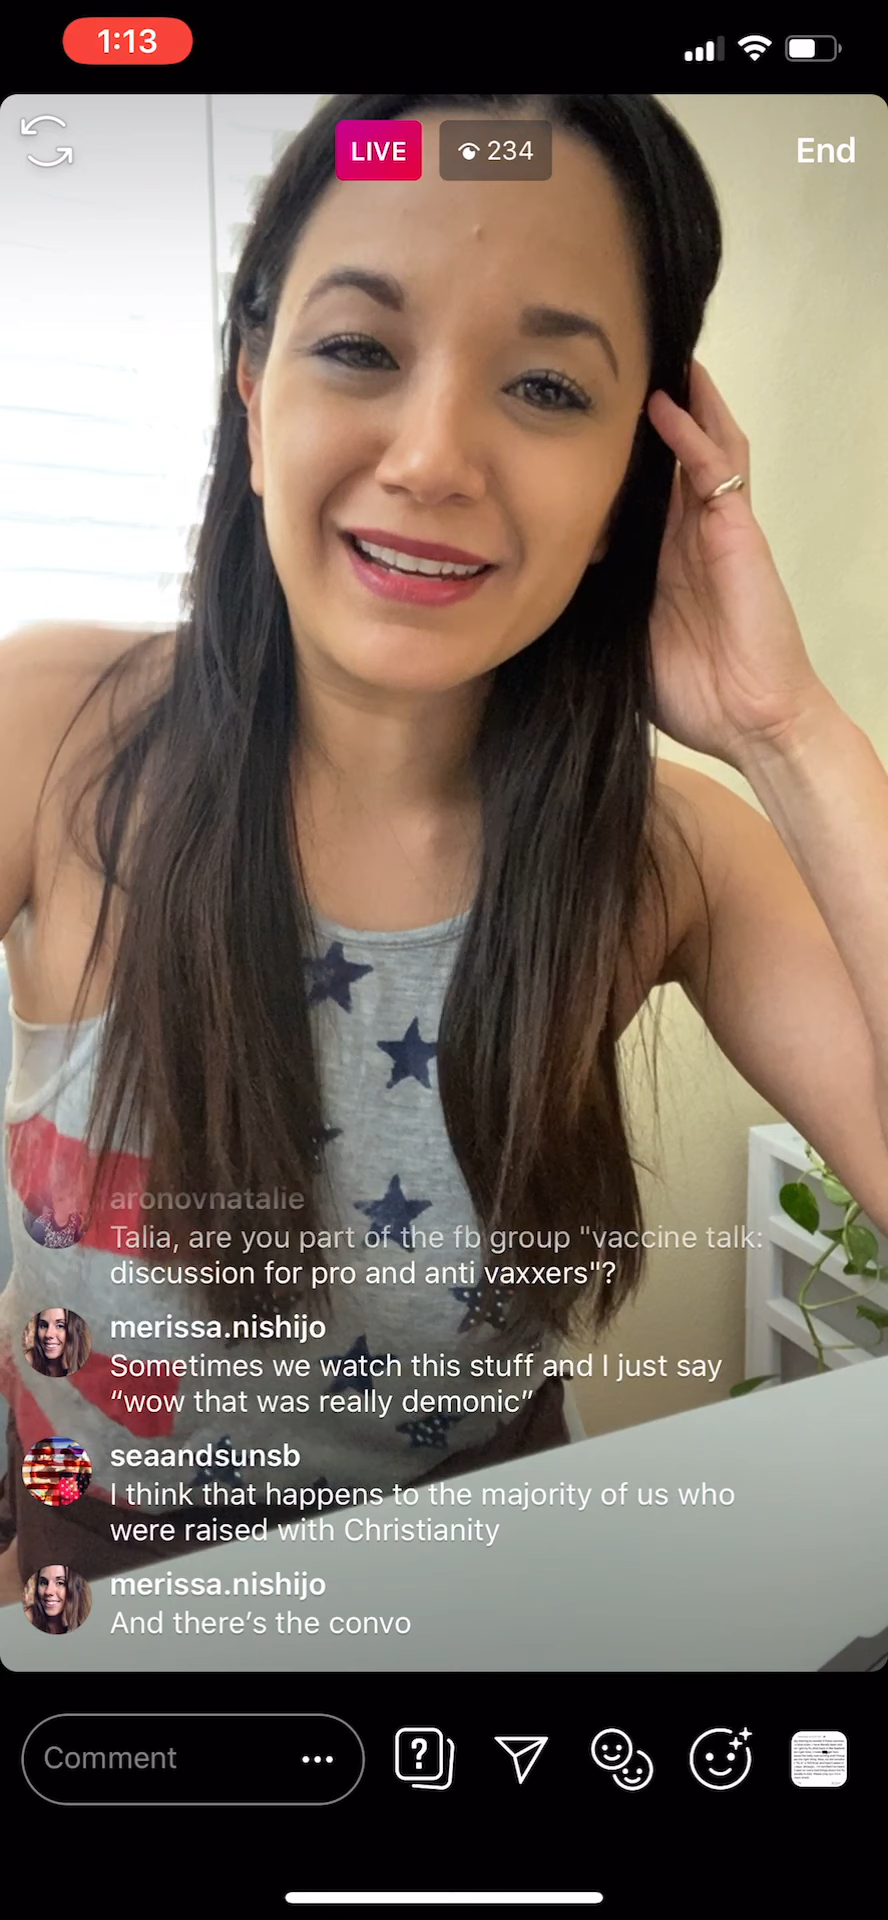 1:13
LIVE
234
End
aronovnatalie
Talia, are you part of the fb group "vaccine talk:
discussion for pro and anti vaxxers"?
merissa.nishijo
Sometimes we watch this stuff and I just say
“wow that was really demonic”
seaandsunsb
I think that happens to the majority of us who
were raised with Christianity
merissa.nishijo
And there’s the convo
Comment